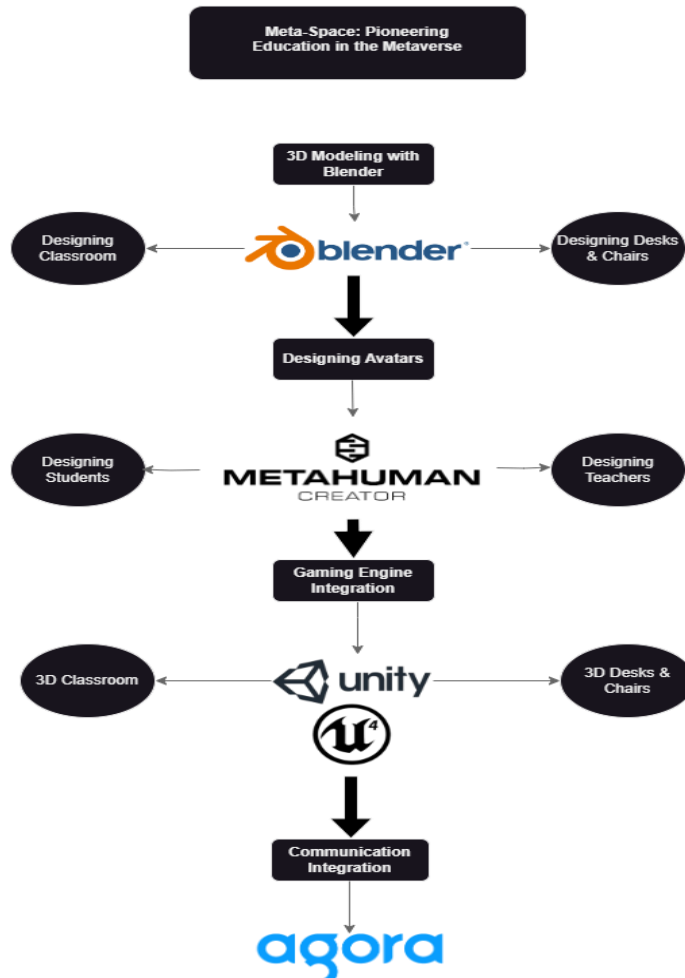 Meta-Space: Pioneering
Education in the Metaverse
3D Modeling with
Blender
Designing
Classroom
blender
Designing Desks
& Chairs
Designing Avatars
Designing
Students
METAHUMAN
CREATOR
Designing
Teachers
Gaming Engine
Integration
3D Classroom
unity
3D Desks &
Chairs
U4
Communication
Integration
agora